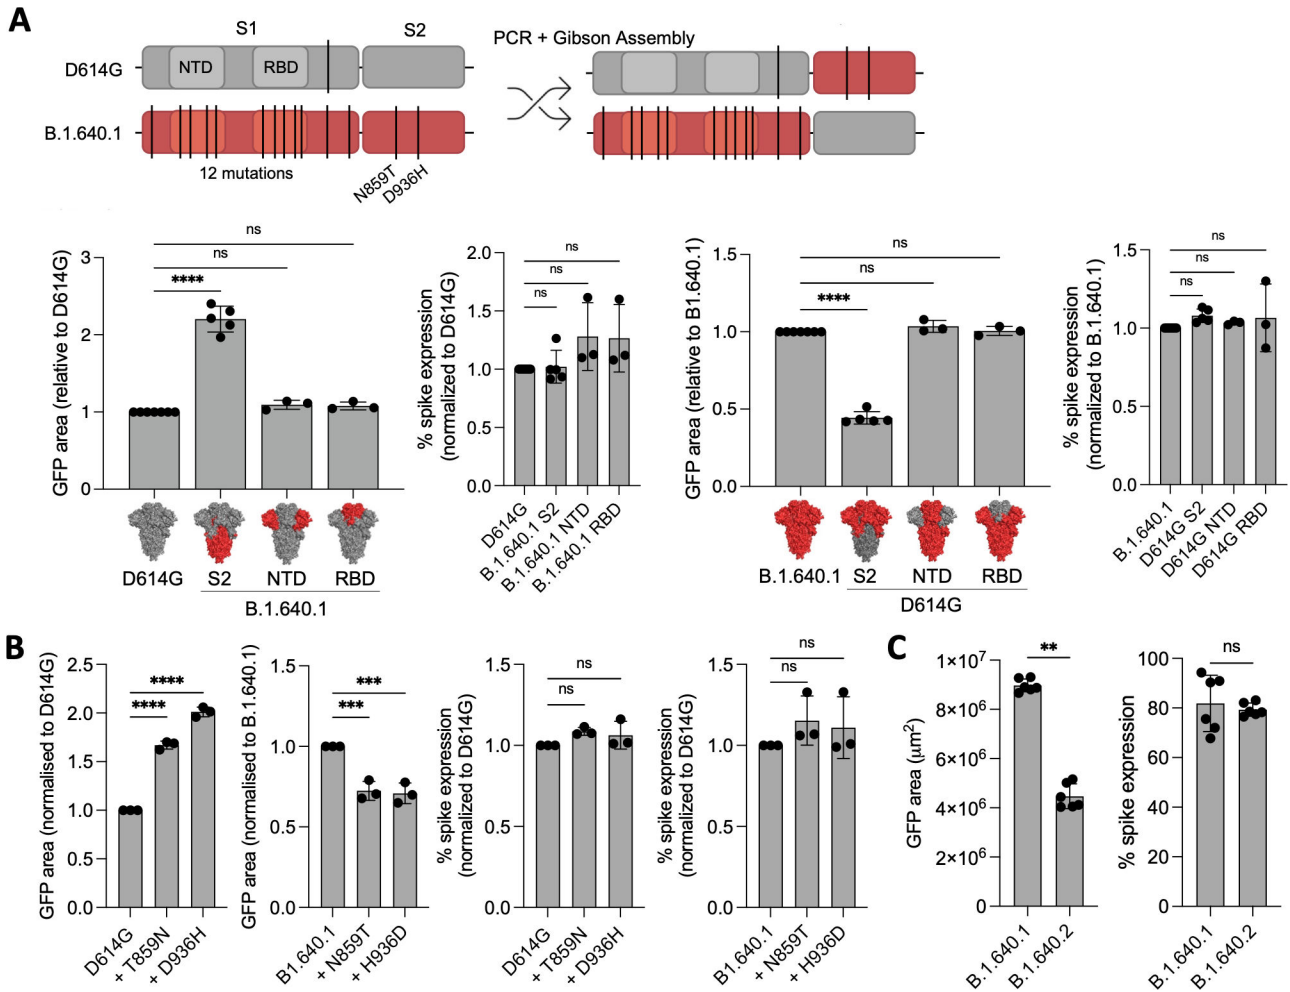 A
S1
S2
D614G
NTD
RBD
PCR + Gibson Assembly
B.1.640.1
12 mutations
N859T
D936H
GFP area (relative to D614G)
3
2
1
0
ns
ns
****
D614G
S2
NTD
RBD
B.1.640.1
% spike expression
(normalized to D614G)
2.0
1.5
1.0
0.5
0.0
ns
ns
ns
D614G
B.1.640.1 S2
B.1.640.1 NTD
B.1.640.1 RBD
GFP area (relative to B1.640.1)
1.5
1.0
0.5
0.0
ns
ns
****
B.1.640.1
S2
NTD
RBD
D614G
% spike expression
(normalized to B.1.640.1)
1.5
1.0
0.5
0.0
ns
ns
ns
B.1.640.1
D614G S2
D614G NTD
D614G RBD
B
GFP area (normalised to D614G)
2.5
2.0
1.5
1.0
0.5
0.0
****
****
D614G
+ T859N
+ D936H
GFP area (normalised to B.1.640.1)
1.5
1.0
0.5
0.0
***
***
B1.640.1
+ N859T
+ H936D
% spike expression
(normalized to D614G)
1.5
1.0
0.5
0.0
ns
ns
D614G
+ T859N
+ D936H
% spike expression
(normalized to D614G)
1.5
1.0
0.5
0.0
ns
ns
B1.640.1
+ N859T
+ H936D
C
GFP area (μm²)
1×10⁷
8×10⁶
6×10⁶
4×10⁶
2×10⁶
0
**
B.1.640.1
B.1.640.2
% spike expression
100
80
60
40
20
0
ns
B.1.640.1
B.1.640.2